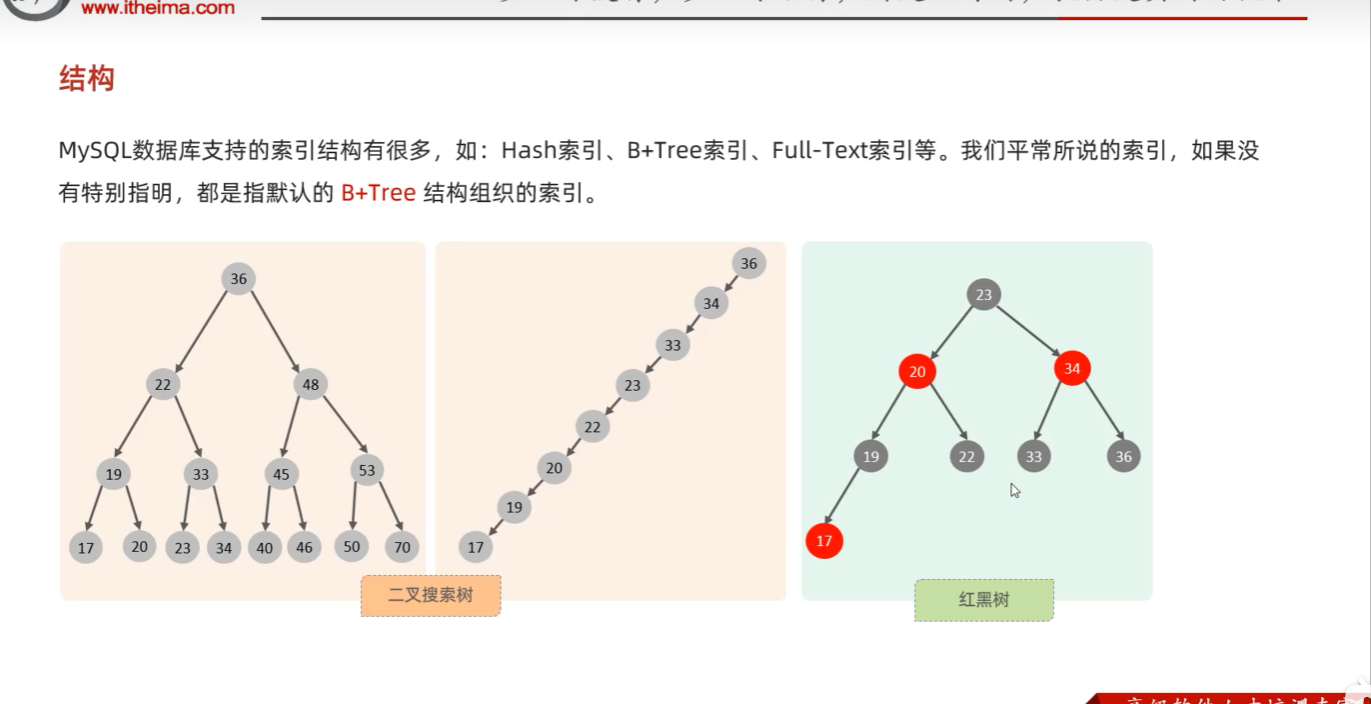 www.itheima.com
结构
MySQL数据库支持的索引结构有很多，如：Hash索引、B+Tree索引、Full-Text索引等。我们平常所说的索引，如果没
有特别指明，都是指默认的 B+Tree 结构组织的索引。
36
22 48
19 33 45 53
17 20 23 34 40 46 50 70
36
34
33
23
22
20
19
17
二叉搜索树
23
20 34
19 22 33 36
17
红黑树